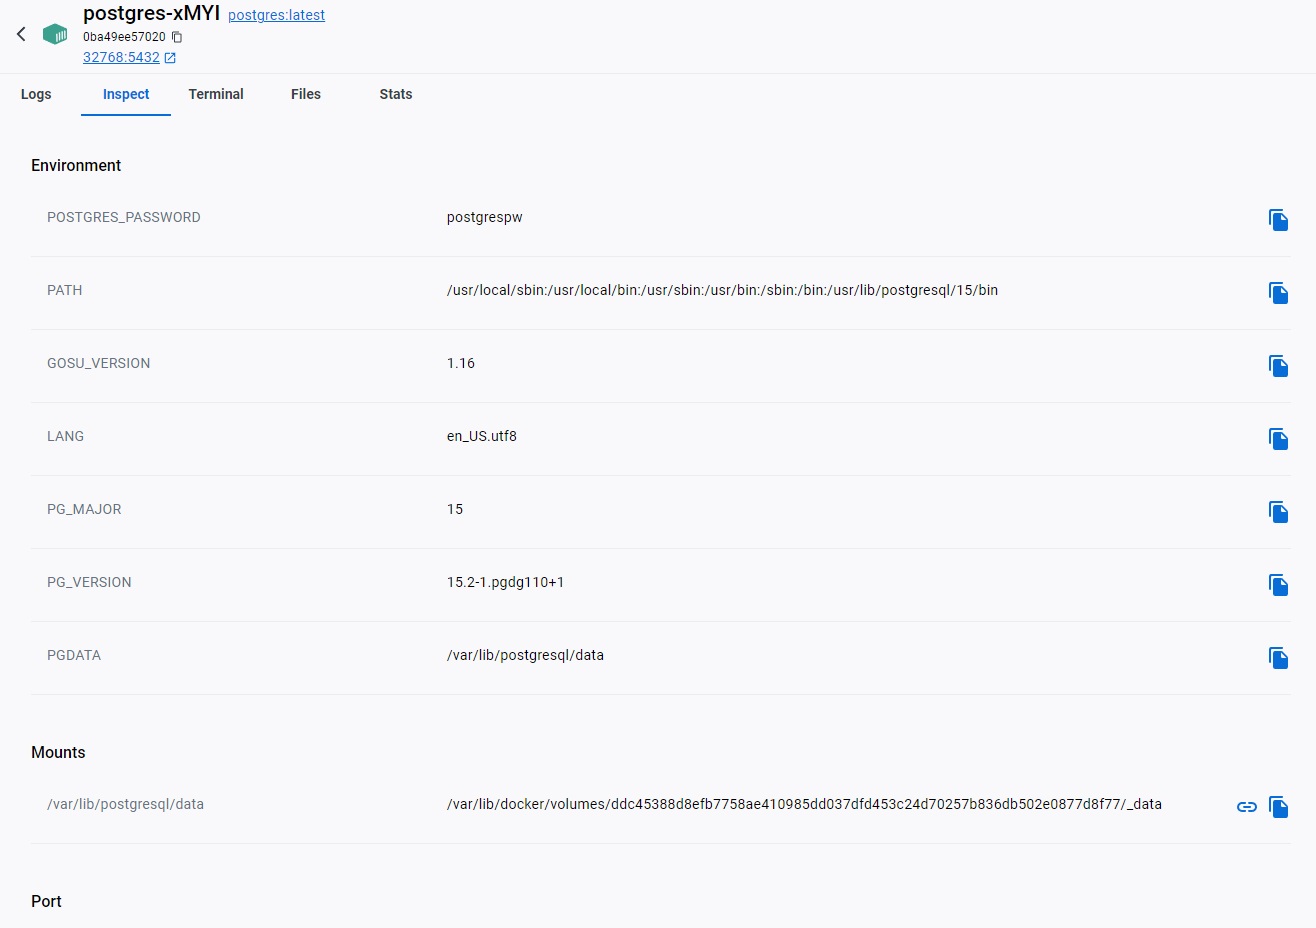 postgres-xMYI postgres:latest
0ba49ee57020
32768:5432
Logs Inspect Terminal Files Stats
Environment
POSTGRES_PASSWORD postgrespw
PATH /usr/local/sbin:/usr/local/bin:/usr/sbin:/usr/bin:/sbin:/bin:/usr/lib/postgresql/15/bin
GOSU_VERSION 1.16
LANG en_US.utf8
PG_MAJOR 15
PG_VERSION 15.2-1.pgdg110+1
PGDATA /var/lib/postgresql/data
Mounts
/var/lib/postgresql/data /var/lib/docker/volumes/ddc45388d8efb7758ae410985dd037dfd453c24d70257b836db502e0877d8f77/_data
Port